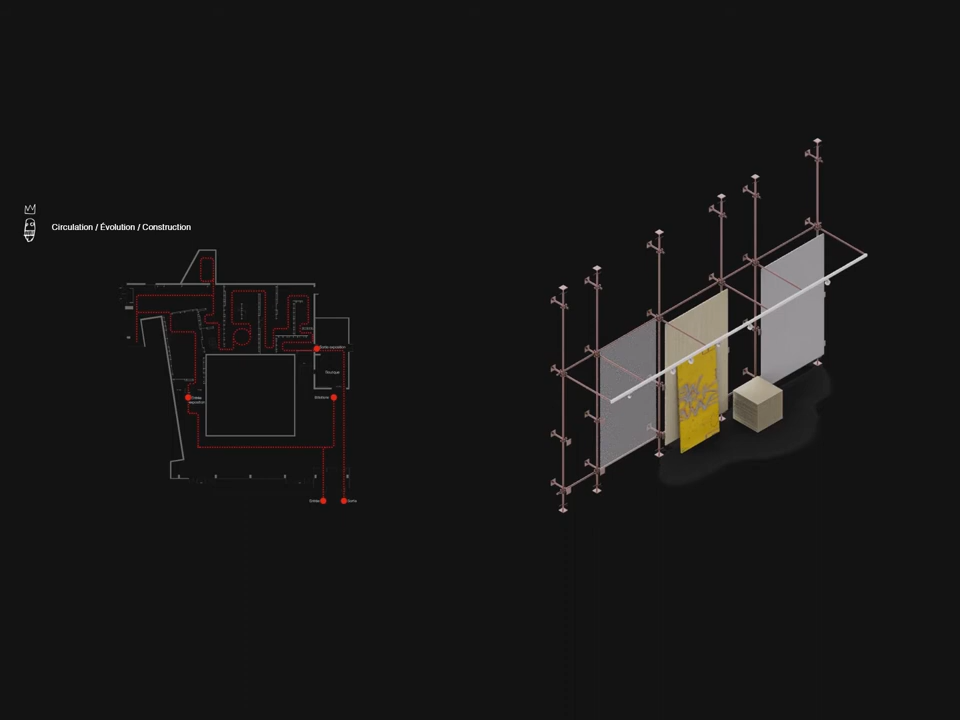 Circulation / Évolution / Construction
Sortie exposition
Boutique
Entrée
exposition
Billetterie
Entrée
Sortie